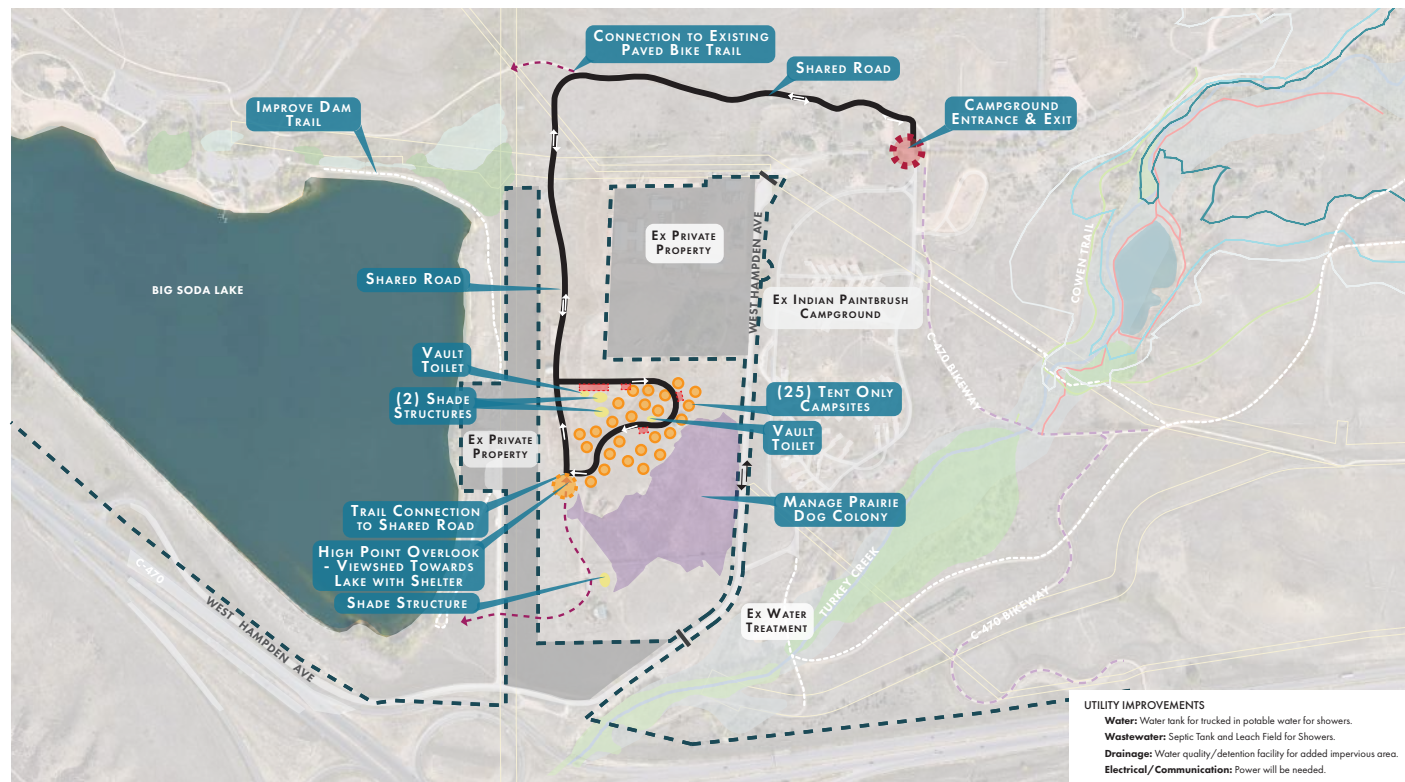 Connection to Existing
Paved Bike Trail
Shared Road
Improve Dam
Trail
Campground
Entrance & Exit
Ex Private
Property
WEST HAMPDEN AVE
COWEN TRAIL
Shared Road
BIG SODA LAKE
Ex Indian Paintbrush
Campground
C-470 BIKEWAY
Vault
Toilet
(2) Shade
Structures
(25) Tent Only
Campsites
Vault
Toilet
Ex Private
Property
Trail Connection
to Shared Road
Manage Prairie
Dog Colony
High Point Overlook
- Viewshed Towards
Lake with Shelter
Shade Structure
C-470
WEST HAMPDEN AVE
TURKEY CREEK
C-470 BIKEWAY
Ex Water
Treatment
UTILITY IMPROVEMENTS
Water: Water tank for trucked in potable water for showers.
Wastewater: Septic Tank and Leach Field for Showers.
Drainage: Water quality/detention facility for added impervious area.
Electrical/Communication: Power will be needed.